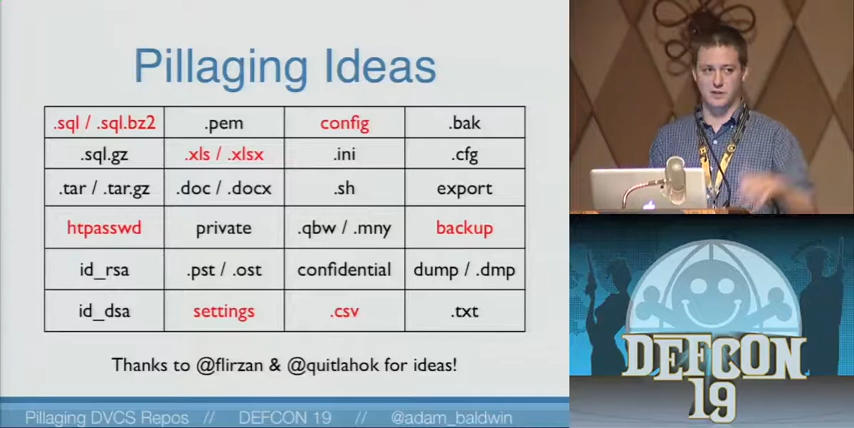 Pillaging Ideas
.sql / .sql.bz2 .pem config .bak
.sql.gz .xls / .xlsx .ini .cfg
.tar / .tar.gz .doc / .docx .sh export
htpasswd private .qbw / .mny backup
id_rsa .pst / .ost confidential dump / .dmp
id_dsa settings .csv .txt
Thanks to @flirzan & @quitlahok for ideas!
Pillaging DVCS Repos // DEFCON 19 // @adam_baldwin
DEFCON
19